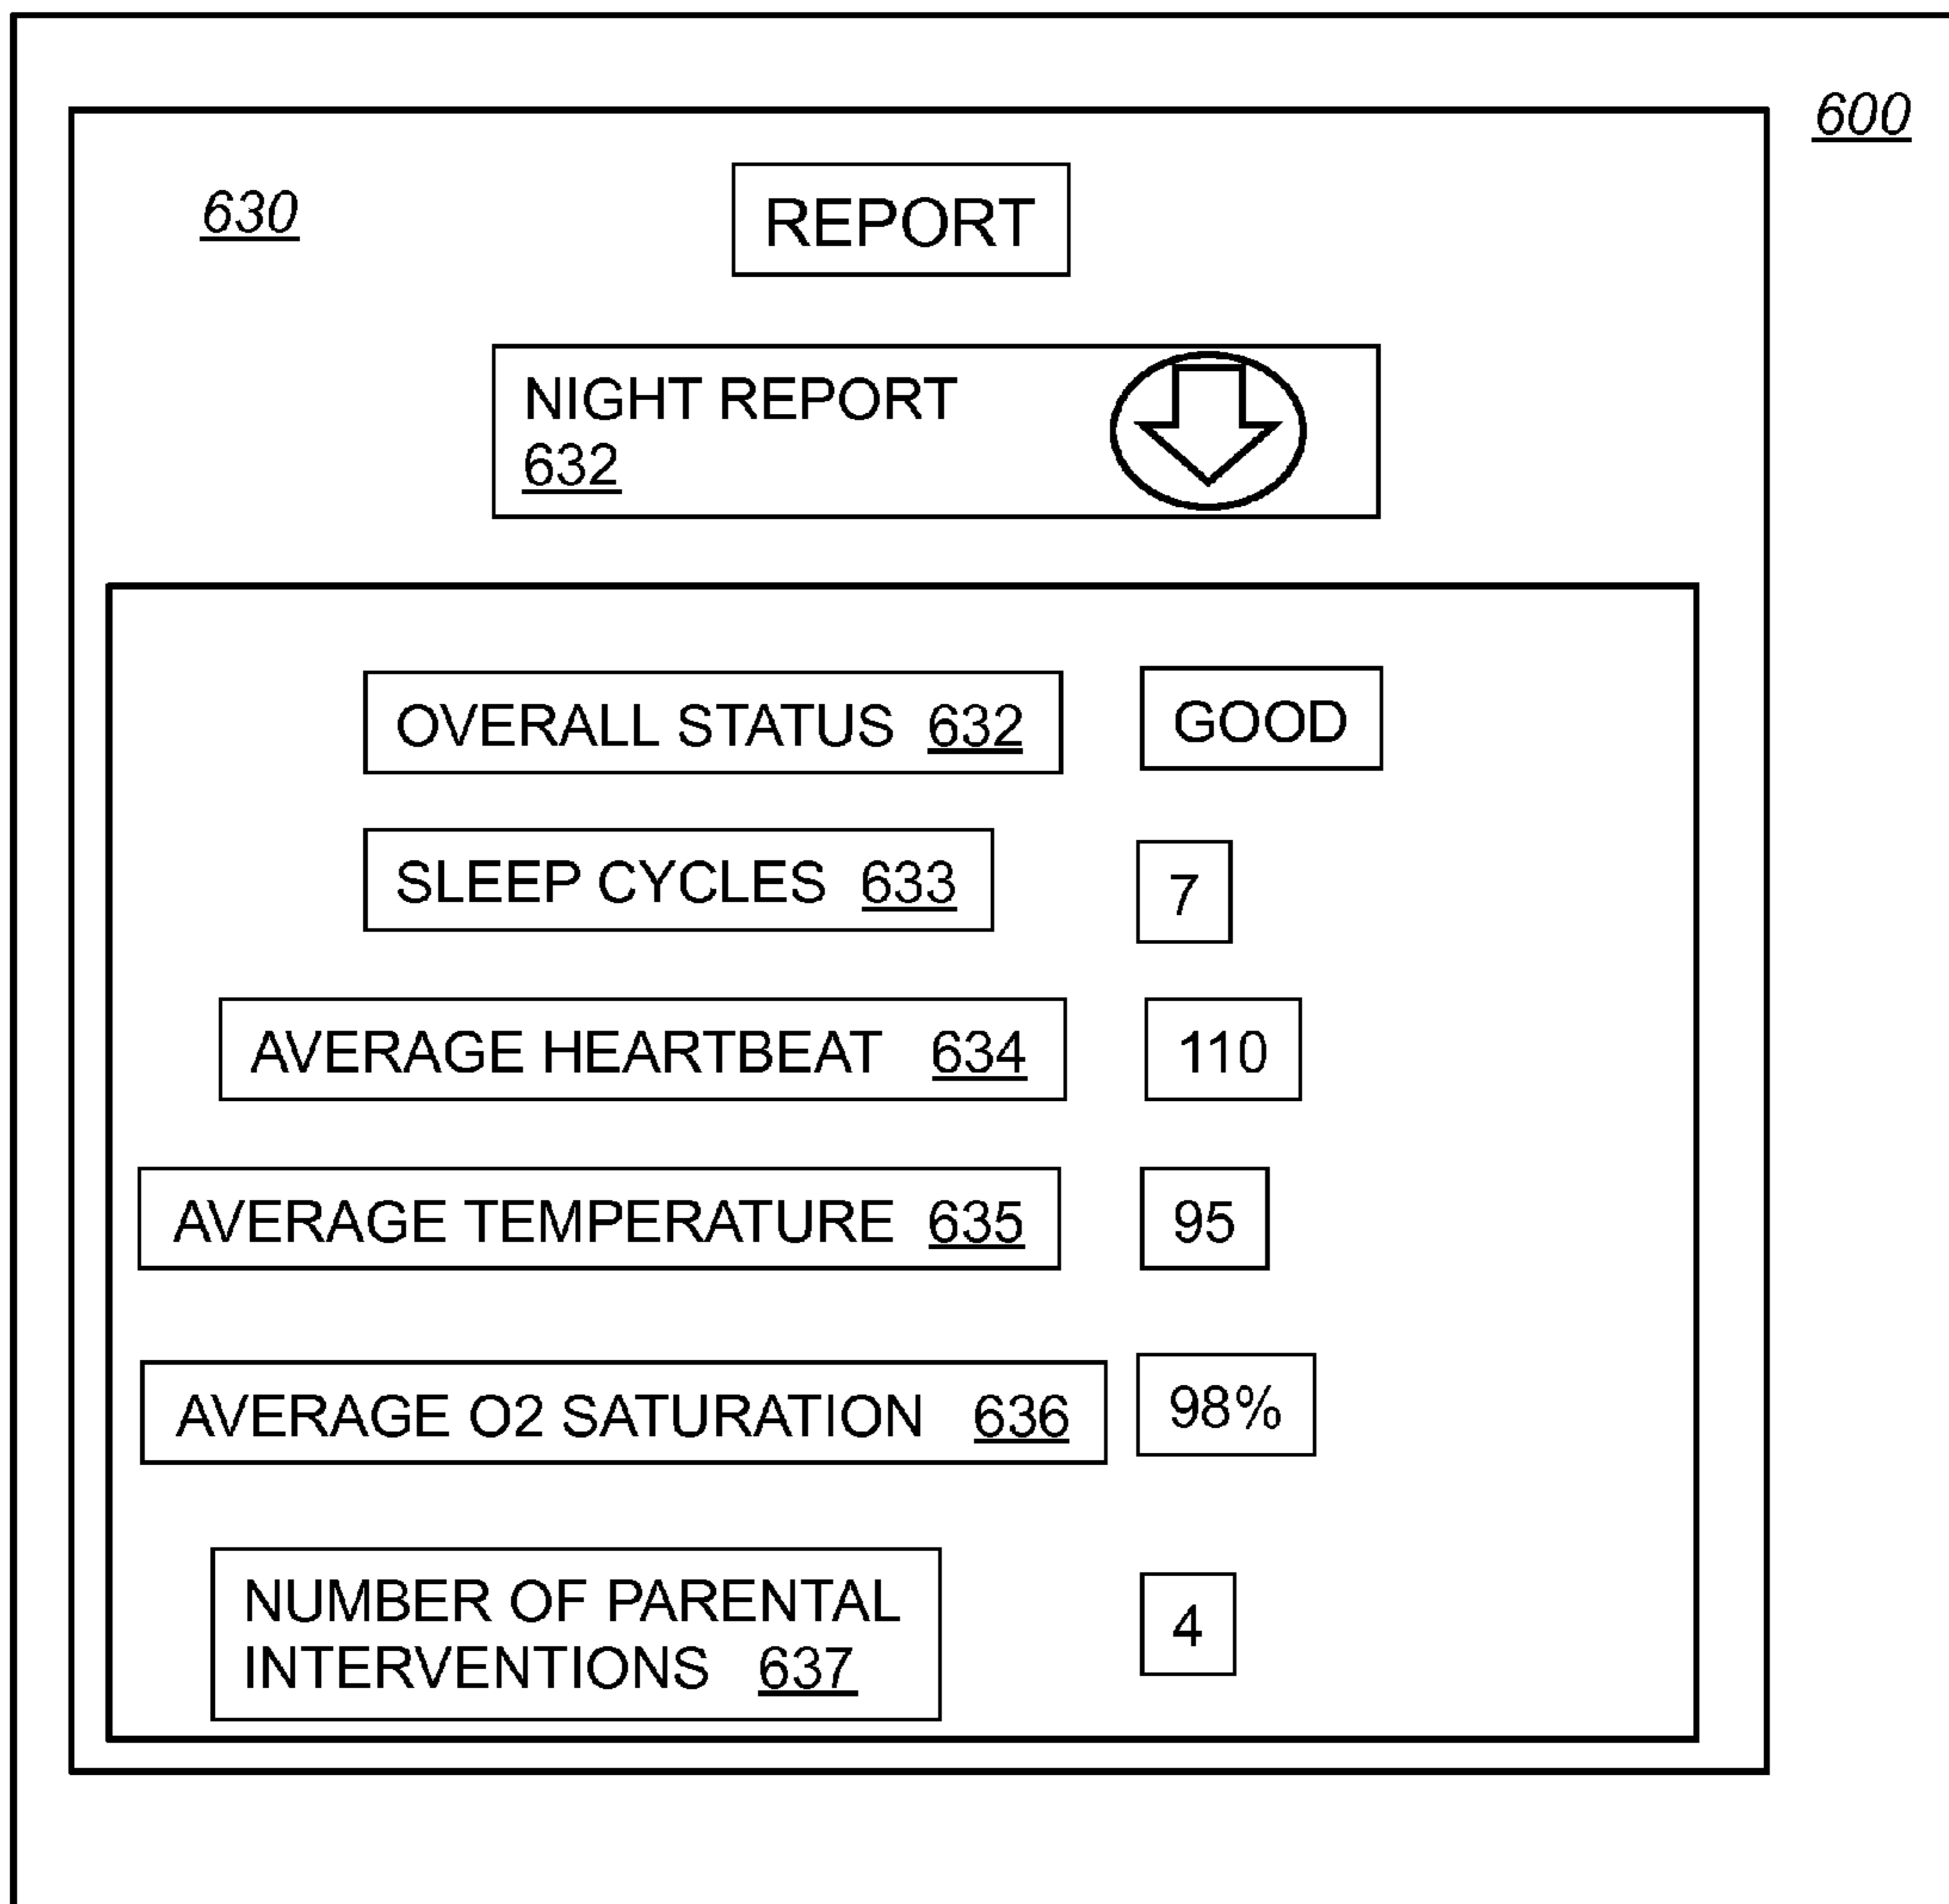 600
630
REPORT
NIGHT REPORT
632
OVERALL STATUS 632 GOOD
SLEEP CYCLES 633 7
AVERAGE HEARTBEAT 634 110
AVERAGE TEMPERATURE 635 95
AVERAGE O2 SATURATION 636 98%
NUMBER OF PARENTAL
INTERVENTIONS 637
4